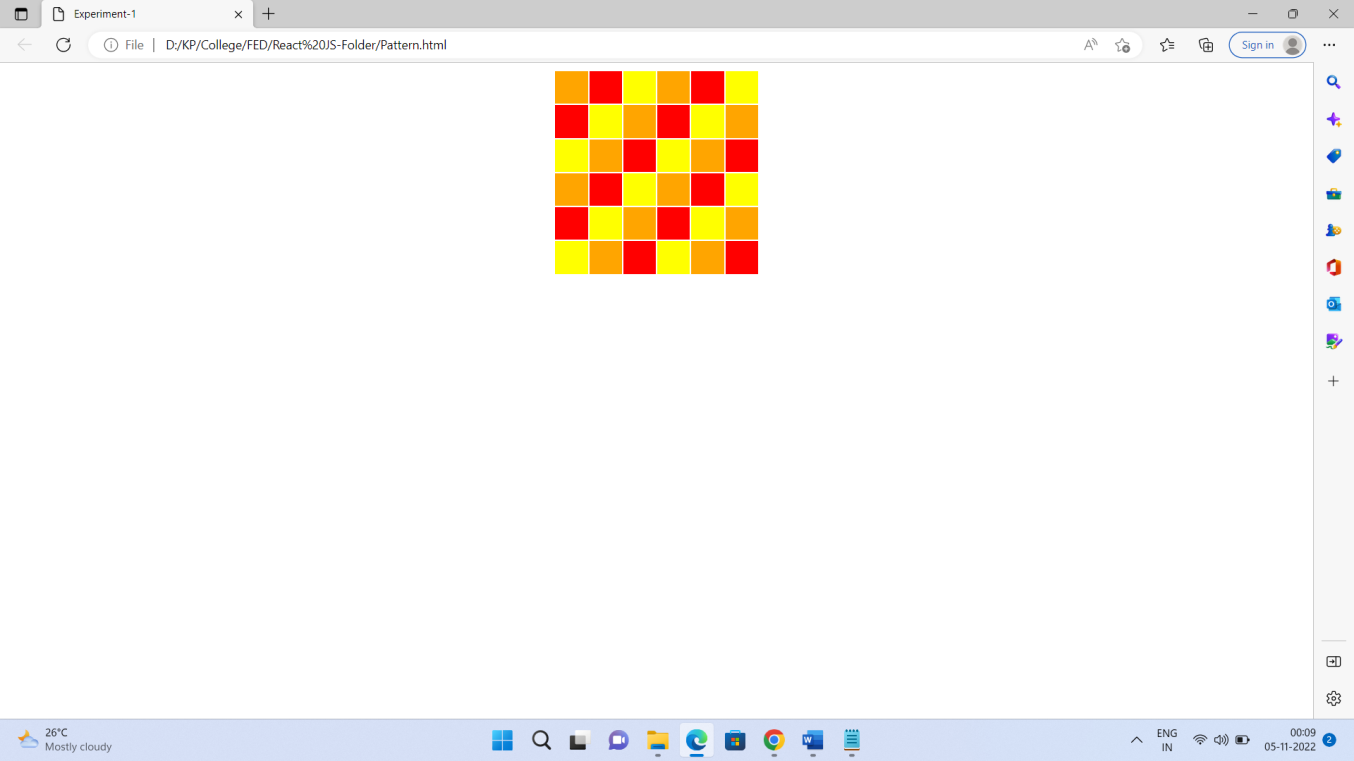 Experiment-1
File | D:/KP/College/FED/React%20JS-Folder/Pattern.html
Sign in
26°C
Mostly cloudy
ENG
IN
00:09
05-11-2022
2